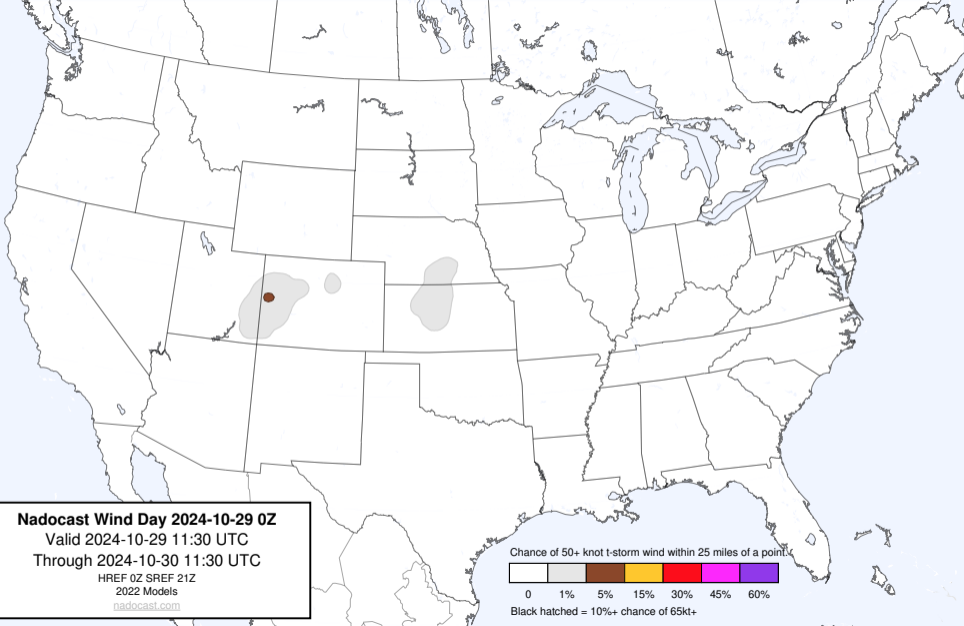 Nadocast Wind Day 2024-10-29 0Z
Valid 2024-10-29 11:30 UTC
Through 2024-10-30 11:30 UTC
HREF 0Z SREF 21Z
2022 Models
nadocast.com
Chance of 50+ knot t-storm wind within 25 miles of a point.
0 1% 5% 15% 30% 45% 60%
Black hatched = 10%+ chance of 65kt+